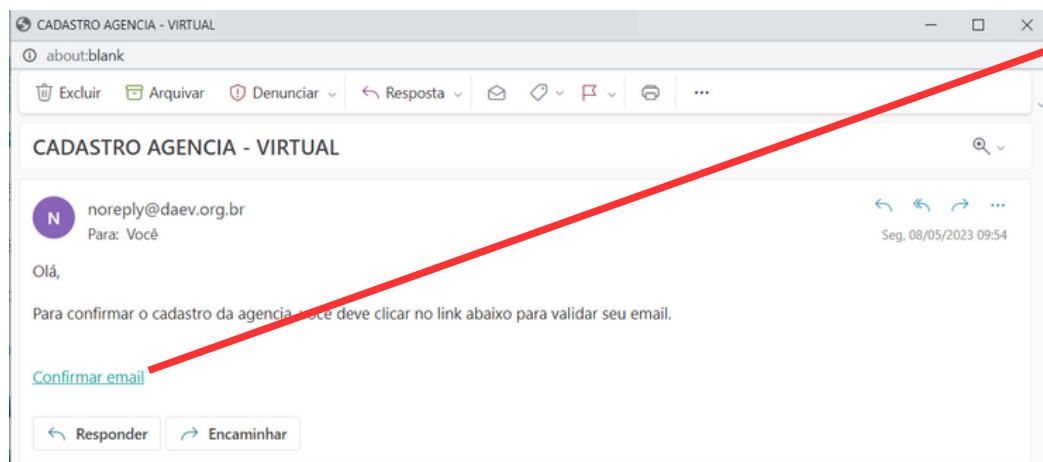 CADASTRO AGENCIA - VIRTUAL
about:blank
Excluir Arquivar Denunciar Resposta
CADASTRO AGENCIA - VIRTUAL
N
noreply@daev.org.br
Para: Você
Seg, 08/05/2023 09:54
Olá,
Para confirmar o cadastro da agencia, você deve clicar no link abaixo para validar seu email.
Confirmar email
Responder Encaminhar